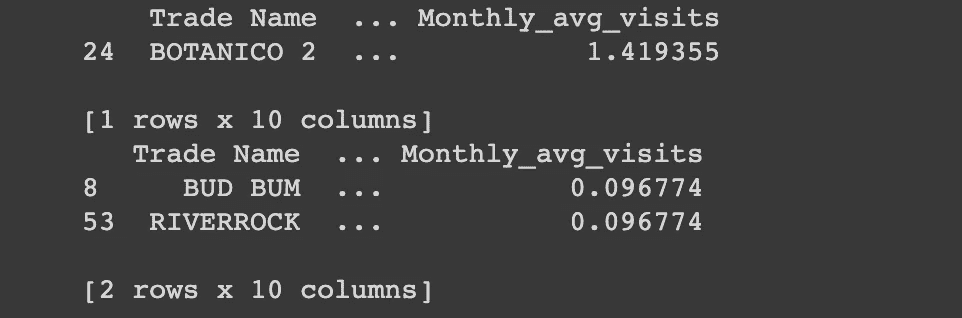 Trade Name ... Monthly_avg_visits
24 BOTANICO 2 ... 1.419355
[1 rows x 10 columns]
Trade Name ... Monthly_avg_visits
8 BUD BUM ... 0.096774
53 RIVERROCK ... 0.096774
[2 rows x 10 columns]